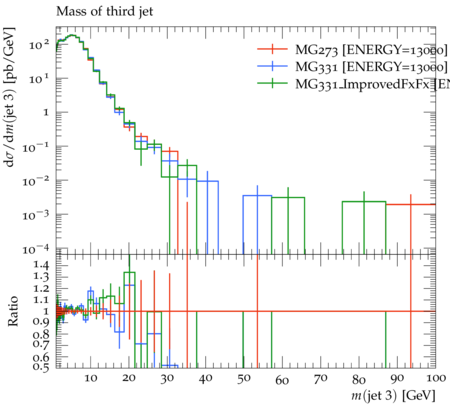 Mass of third jet
dσ/dm(jet 3) [pb/GeV]
10²
10¹
1
10⁻¹
10⁻²
10⁻³
10⁻⁴
MG273 [ENERGY=13000]
MG331 [ENERGY=13000]
MG331.ImprovedFxFx [EN
Ratio
1.4
1.3
1.2
1.1
1
0.9
0.8
0.7
0.6
0.5
10 20 30 40 50 60 70 80 90 100
m(jet 3) [GeV]